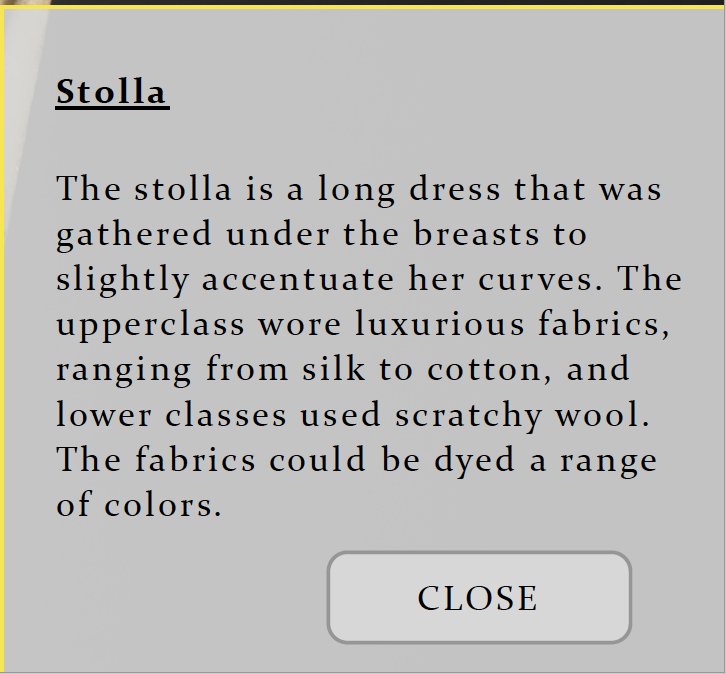 Stolla
The stolla is a long dress that was
gathered under the breasts to
slightly accentuate her curves. The
upperclass wore luxurious fabrics,
ranging from silk to cotton, and
lower classes used scratchy wool.
The fabrics could be dyed a range
of colors.
CLOSE